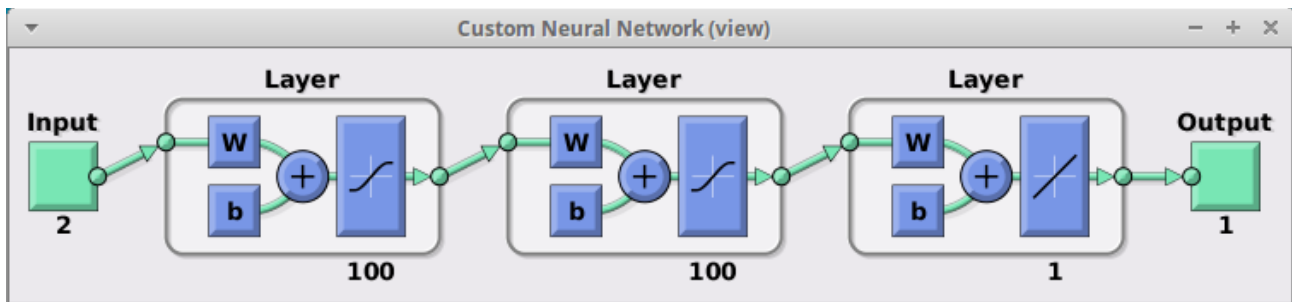 Custom Neural Network (view)
Layer Layer Layer
Input Output
W W W
+ + +
b b b
2 1
100 100 1